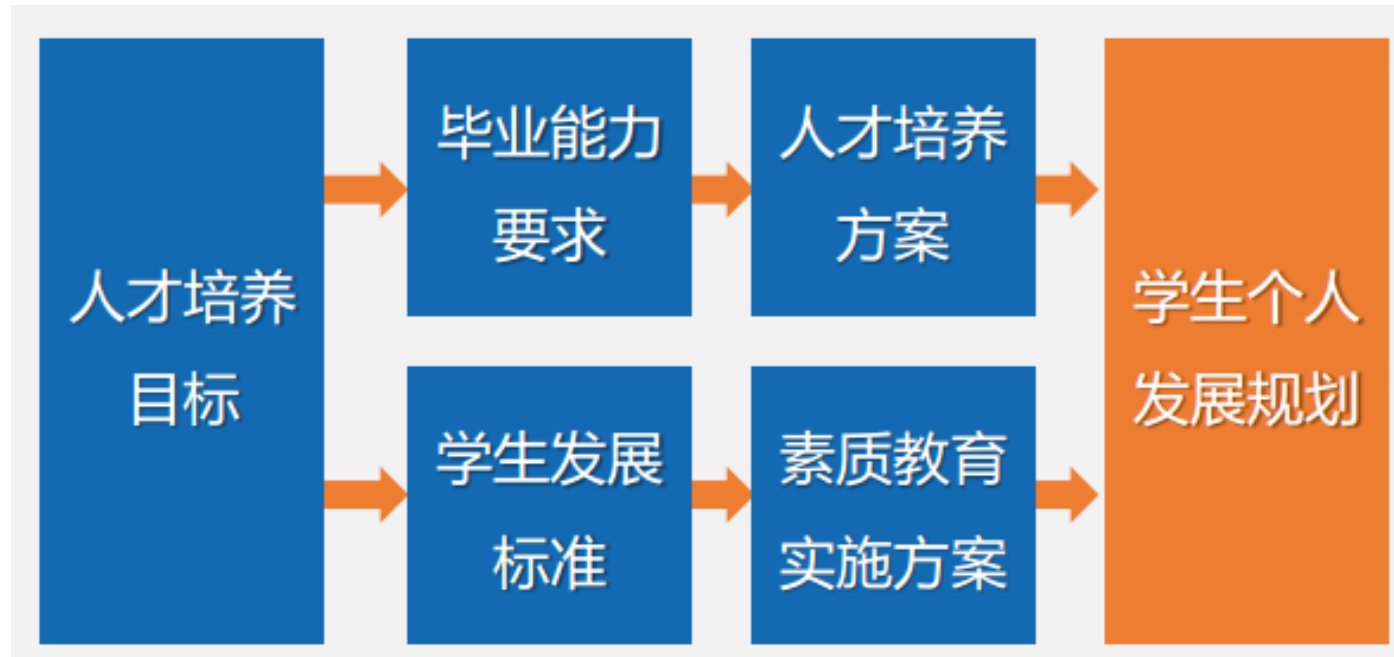 人才培养
目标
毕业能力
要求
人才培养
方案
学生发展
标准
素质教育
实施方案
学生个人
发展规划